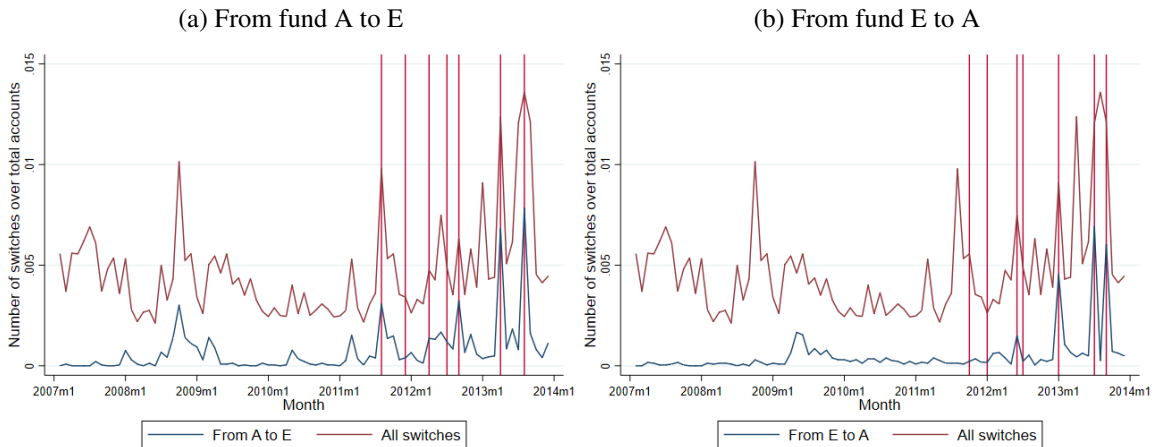 (a) From fund A to E
Number of switches over total accounts
.015
.01
.005
0
2007m1 2008m1 2009m1 2010m1 2011m1 2012m1 2013m1 2014m1
Month
From A to E All switches
(b) From fund E to A
Number of switches over total accounts
.015
.01
.005
0
2007m1 2008m1 2009m1 2010m1 2011m1 2012m1 2013m1 2014m1
Month
From E to A All switches